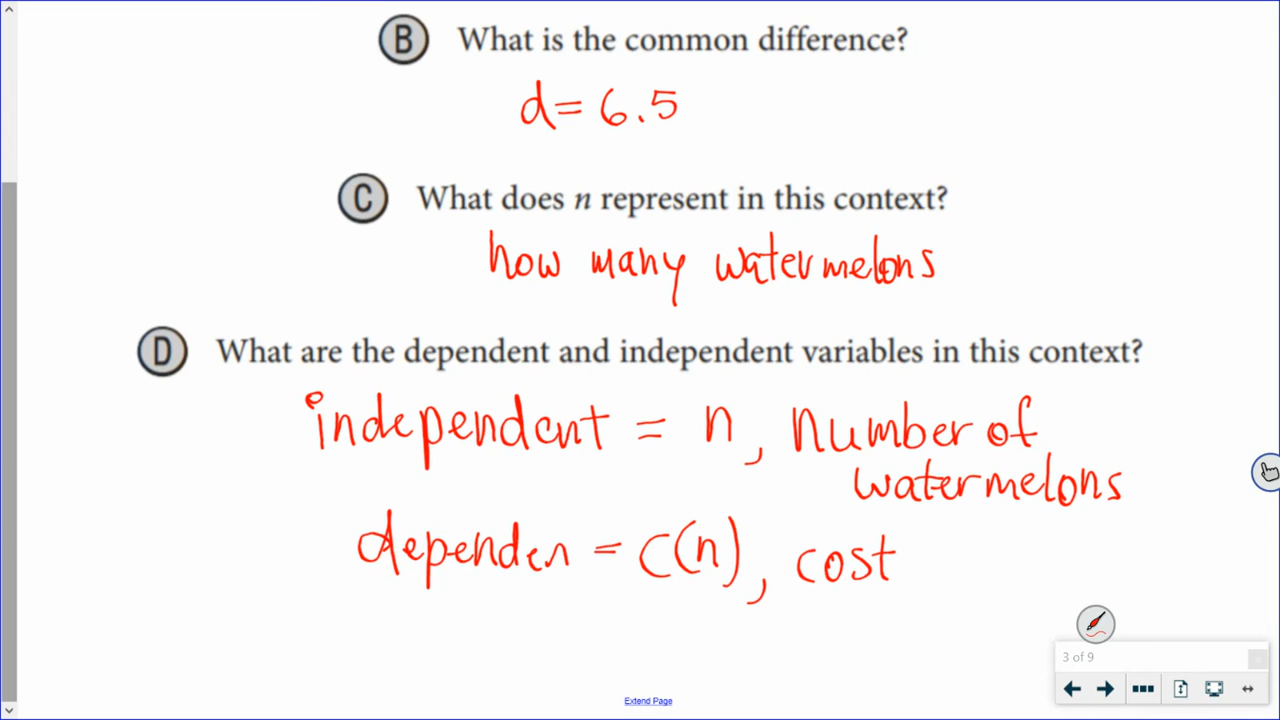 B What is the common difference?
d = 6.5
C What does n represent in this context?
how many watermelons
D What are the dependent and independent variables in this context?
independent = n, number of
watermelons
dependen = C(n), cost
3 of 9
Extend Page